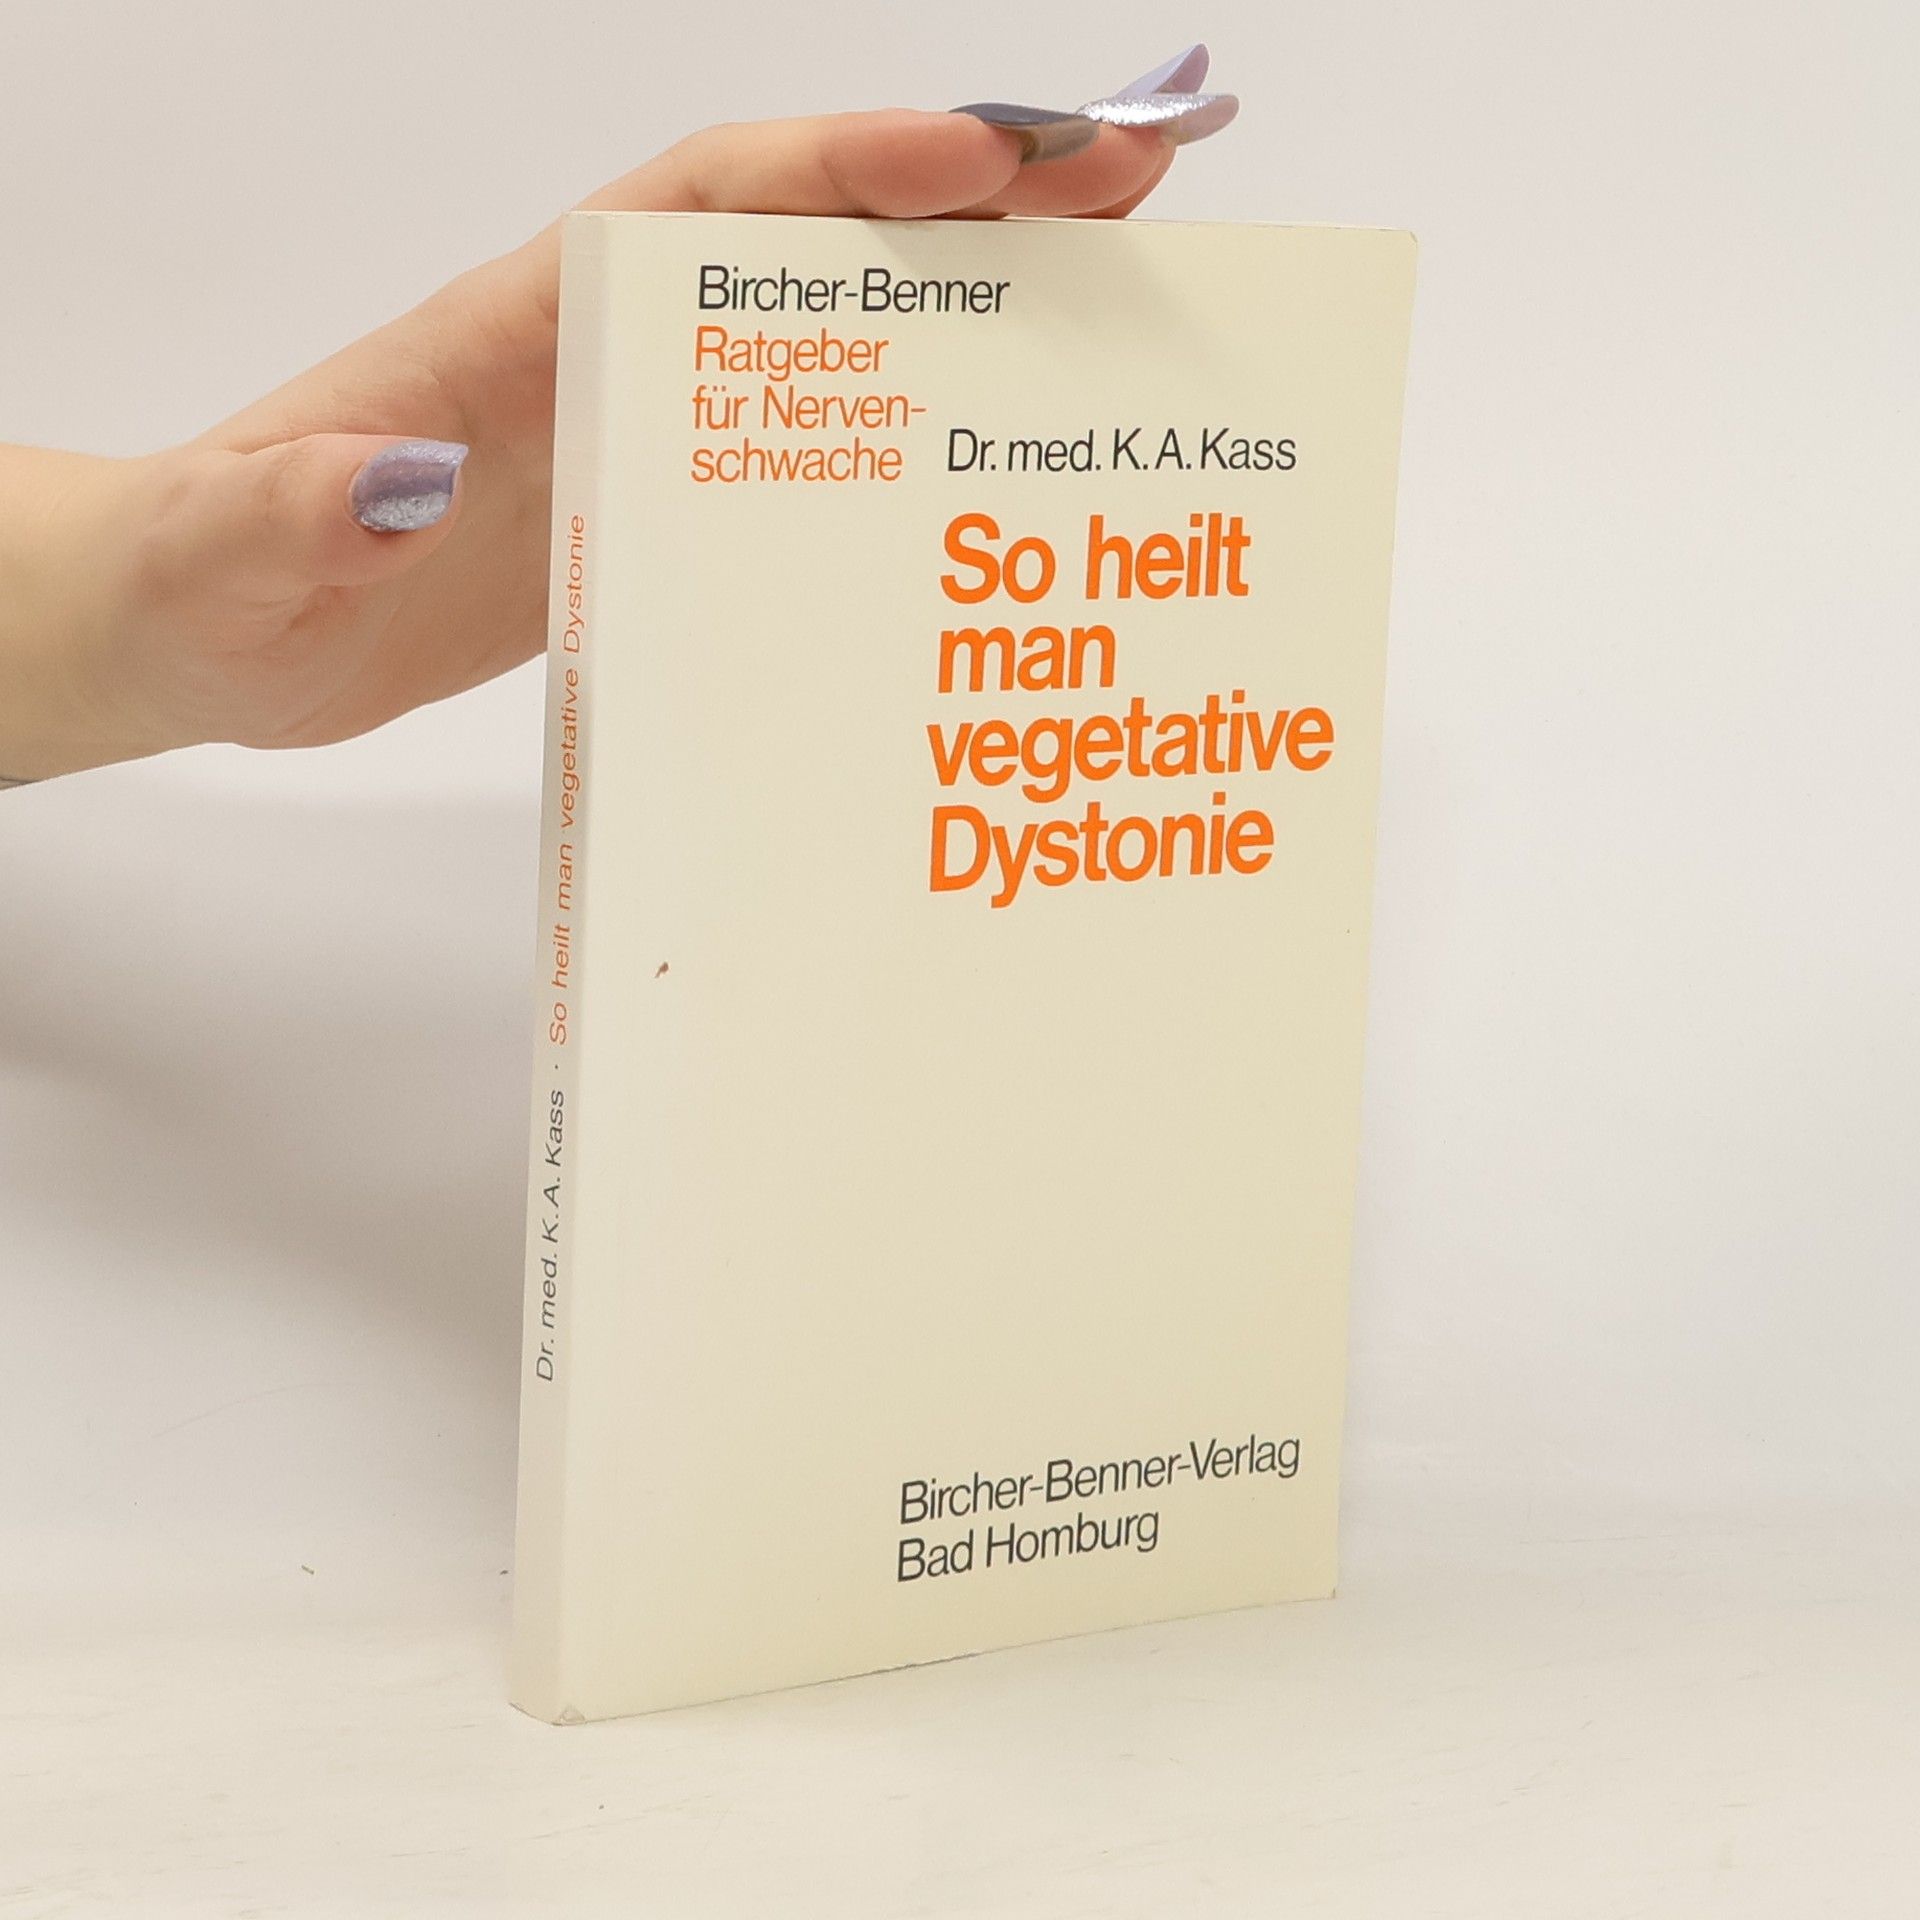 Bircher-Benner
Ratgeber
für Nerven-
schwache
Dr. med. K. A. Kass
So heilt
man
vegetative
Dystonie
Bircher-Benner-Verlag
Bad Homburg
Dr. med. K. A. Kass · So heilt man vegetative Dystonie